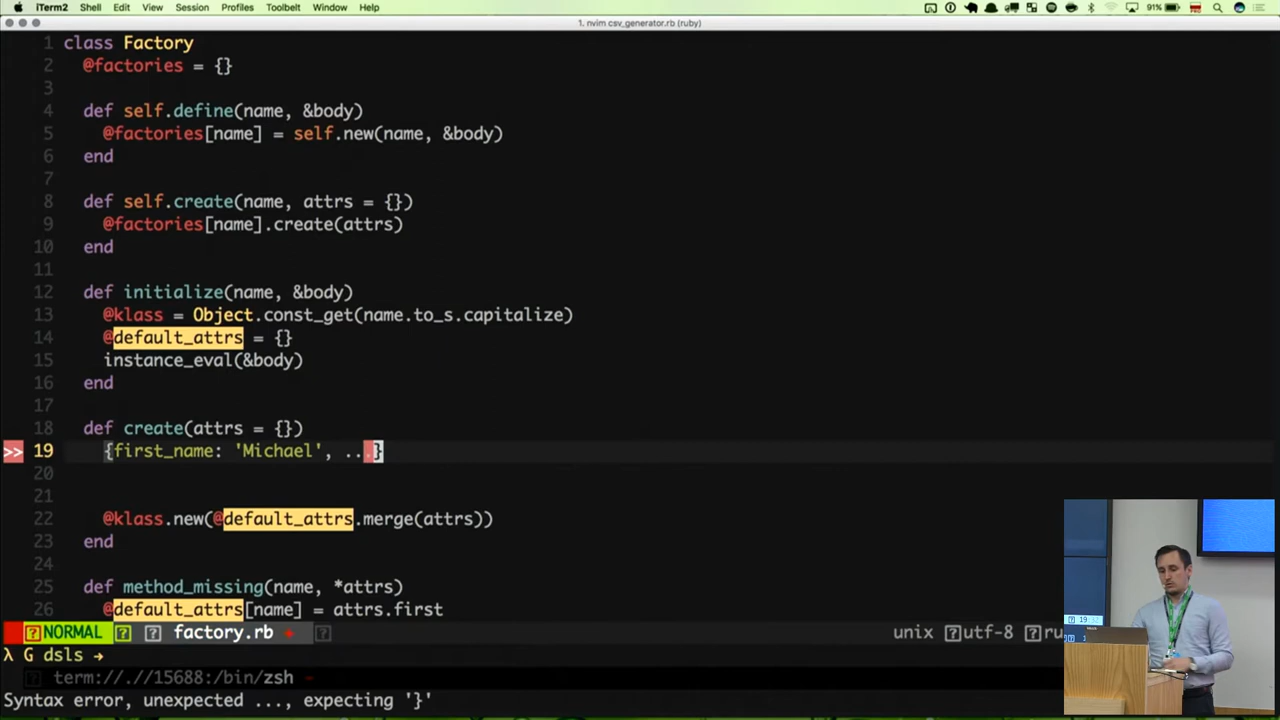 iTerm2 Shell Edit View Session Profiles Toolbelt Window Help 91%
1. nvim csv_generator.rb (ruby)
1 class Factory
2 @factories = {}
3
4 def self.define(name, &body)
5 @factories[name] = self.new(name, &body)
6 end
7
8 def self.create(name, attrs = {})
9 @factories[name].create(attrs)
10 end
11
12 def initialize(name, &body)
13 @klass = Object.const_get(name.to_s.capitalize)
14 @default_attrs = {}
15 instance_eval(&body)
16 end
17
18 def create(attrs = {})
>> 19 {first_name: 'Michael', ...}
20
21
22 @klass.new(@default_attrs.merge(attrs))
23 end
24
25 def method_missing(name, *attrs)
26 @default_attrs[name] = attrs.first
NORMAL factory.rb unix utf-8 ru
λ G dsls →
term://.//15688:/bin/zsh
Syntax error, unexpected ..., expecting '}'